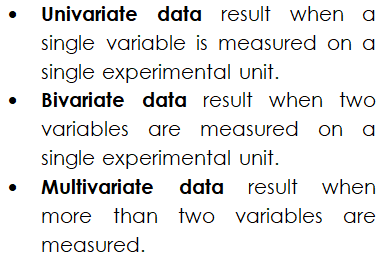 • Univariate data result when a
single variable is measured on a
single experimental unit.
• Bivariate data result when two
variables are measured on a
single experimental unit.
• Multivariate data result when
more than two variables are
measured.